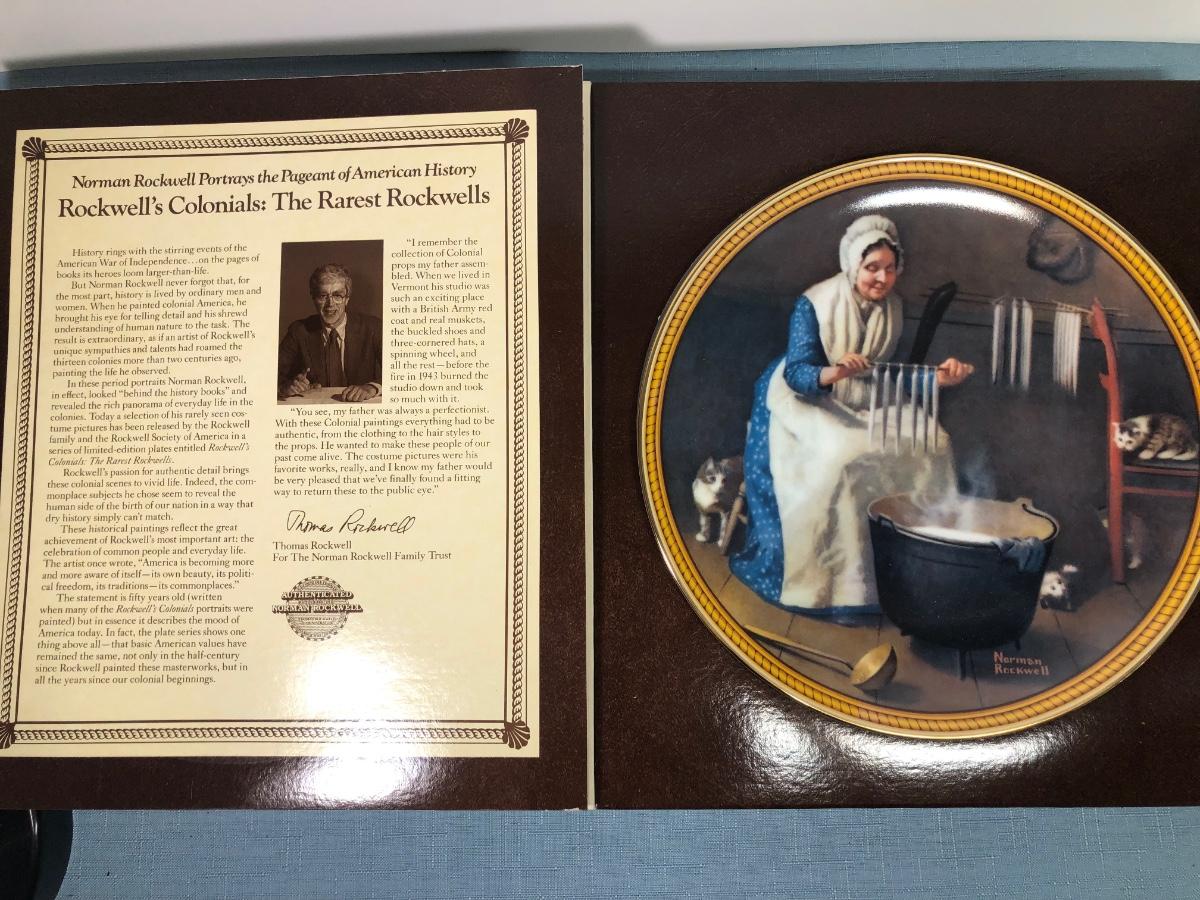 Norman Rockwell Portrays the Pageant of American History
Rockwell's Colonials: The Rarest Rockwells
History rings with the stirring events of the
American War of Independence...on the pages of
books its heroes loom larger-than-life.
But Norman Rockwell never forgot that, for
the most part, history is lived by ordinary men and
women. When he painted colonial America, he
brought his eye for telling detail and his shrewd
understanding of human nature to the task. The
result is extraordinary, as if an artist of Rockwell's
unique sympathies and talents had roamed the
thirteen colonies more than two centuries ago,
painting the life he observed.
In these period portraits Norman Rockwell,
in effect, looked "behind the history books" and
revealed the rich panorama of everyday life in the
colonies. Today a selection of his rarely seen cos-
tume pictures has been released by the Rockwell
family and the Rockwell Society of America in a
series of limited-edition plates entitled Rockwell's
Colonials: The Rarest Rockwells.
Rockwell's passion for authentic detail brings
these colonial scenes to vivid life. Indeed, the com-
monplace subjects he chose seem to reveal the
human side of the birth of our nation in a way that
dry history simply can't match.
These historical paintings reflect the great
achievement of Rockwell's most important art: the
celebration of common people and everyday life.
The artist once wrote, "America is becoming more
and more aware of itself—its own beauty, its politi-
cal freedom, its traditions—its commonplaces."
The statement is fifty years old (written
when many of the Rockwell's Colonials portraits were
painted) but in essence it describes the mood of
America today. In fact, the plate series shows one
thing above all—that basic American values have
remained the same, not only in the half-century
since Rockwell painted these masterworks, but in
all the years since our colonial beginnings.
"I remember the
collection of Colonial
props my father assem-
bled. When we lived in
Vermont his studio was
such an exciting place
with a British Army red
coat and real muskets,
the buckled shoes and
three-cornered hats, a
spinning wheel, and
all the rest—before the
fire in 1943 burned the
studio down and took
so much with it.
"You see, my father was always a perfectionist.
With these Colonial paintings everything had to be
authentic, from the clothing to the hair styles to
the props. He wanted to make these people of our
past come alive. The costume pictures were his
favorite works, really, and I know my father would
be very pleased that we've finally found a fitting
way to return these to the public eye."
Thomas Rockwell
Thomas Rockwell
For The Norman Rockwell Family Trust
AUTHENTICATED
NORMAN ROCKWELL
Norman
Rockwell